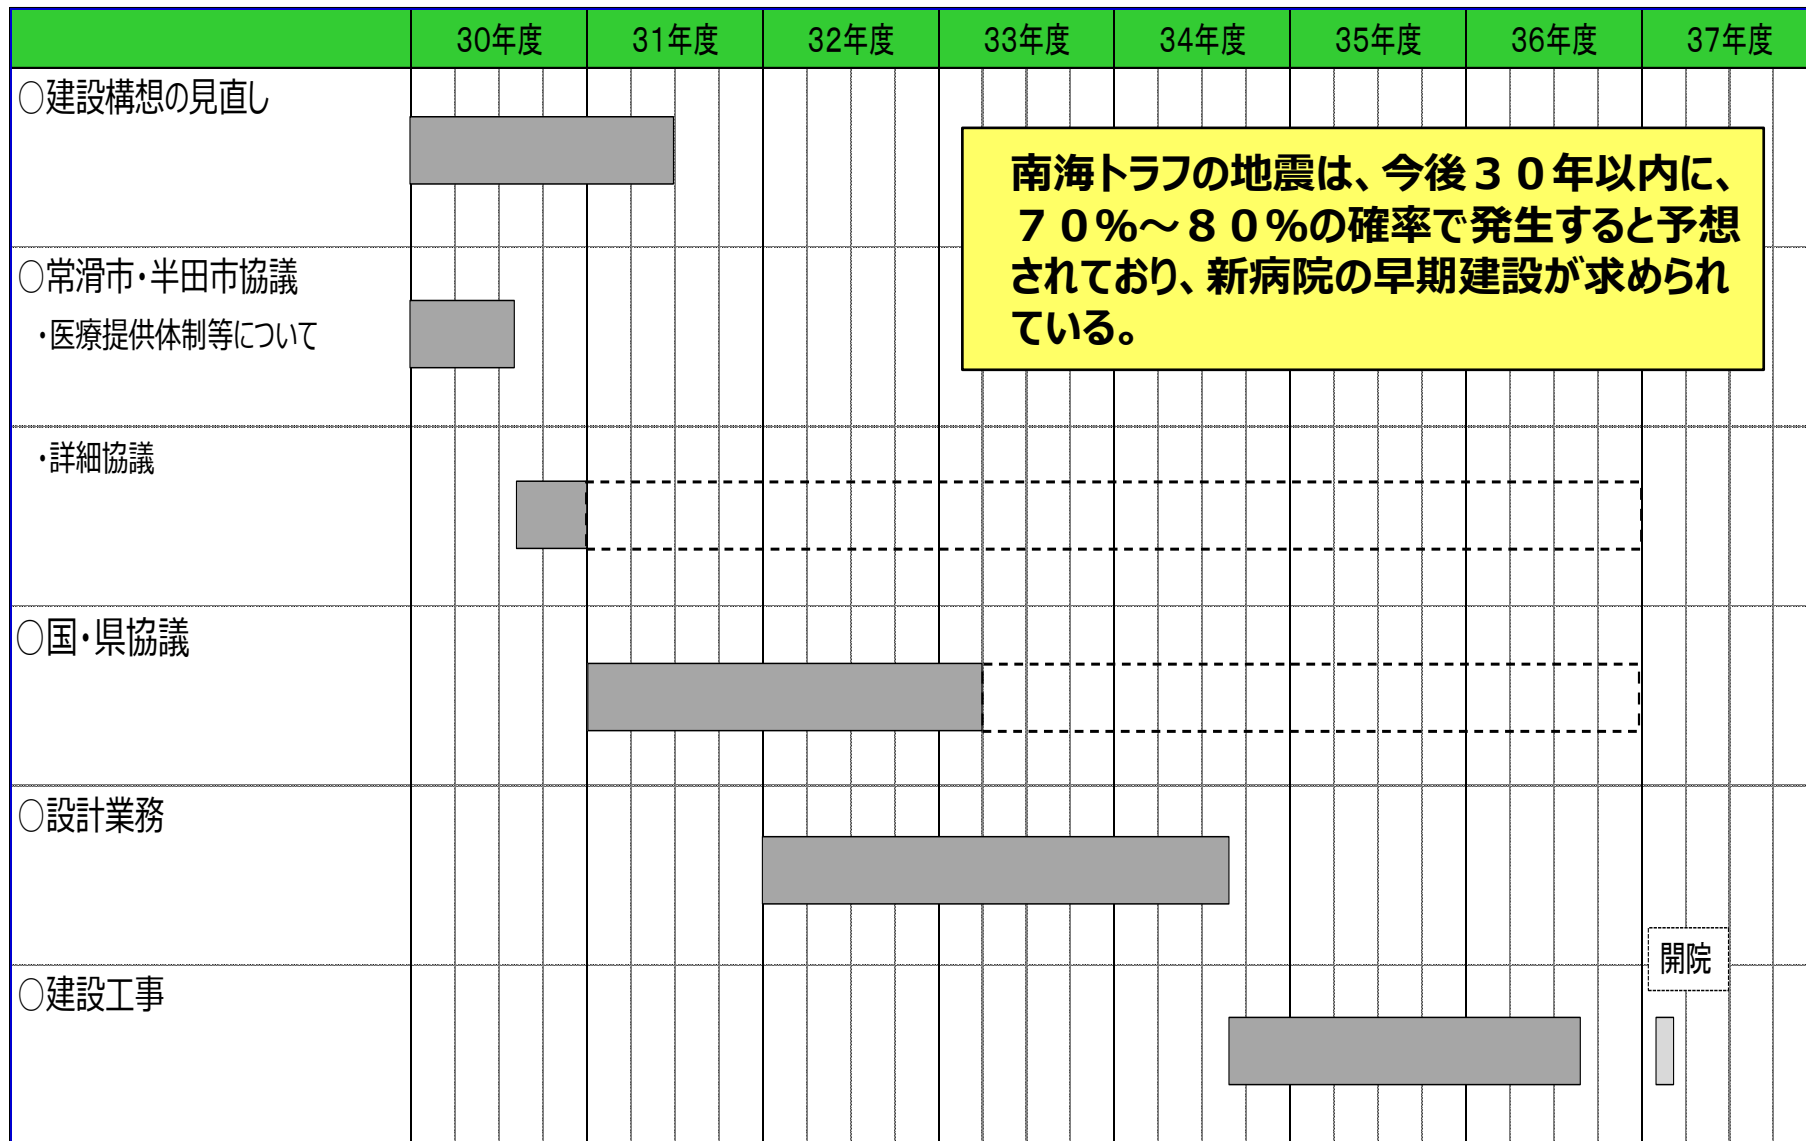 30年度 31年度 32年度 33年度 34年度 35年度 36年度 37年度
○建設構想の見直し
南海トラフの地震は、今後３０年以内に、
７０％～８０％の確率で発生すると予想
されており、新病院の早期建設が求められ
ている。
○常滑市・半田市協議
・医療提供体制等について
・詳細協議
○国・県協議
○設計業務
開院
○建設工事